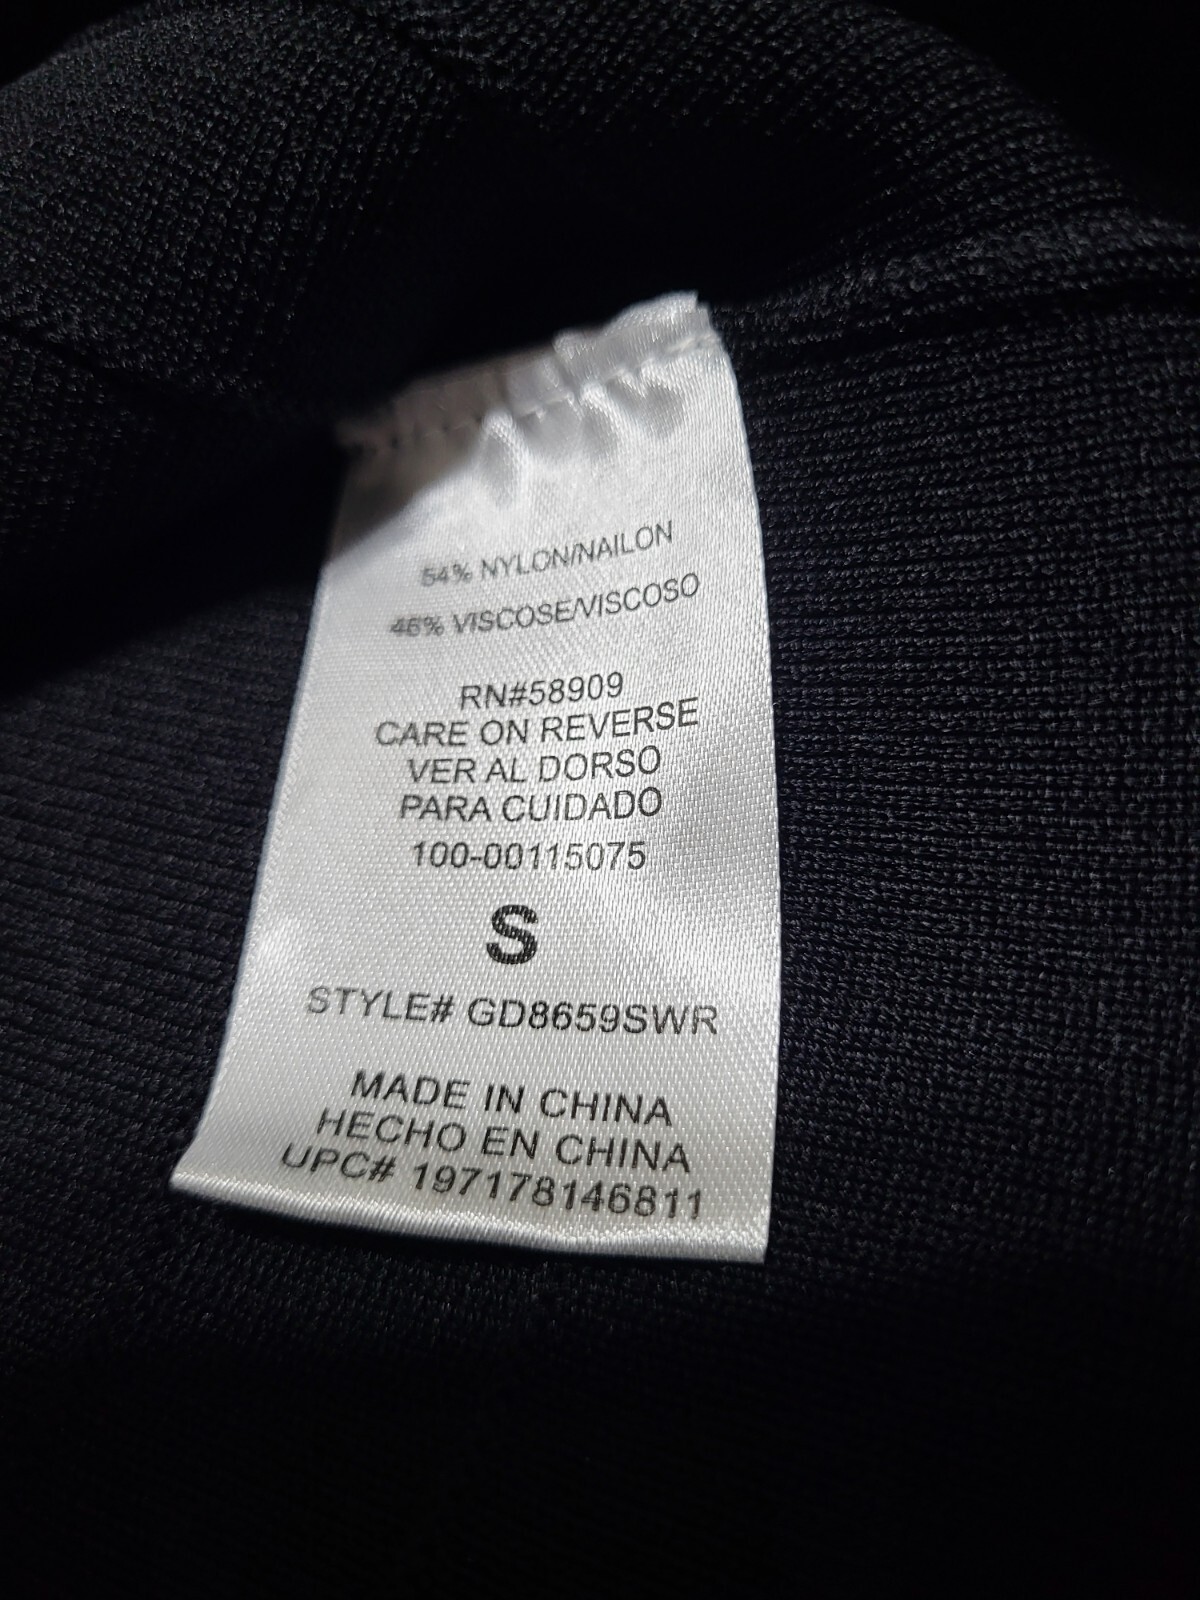 54% NYLON/NAILON
46% VISCOSE/VISCOSO
RN#58909
CARE ON REVERSE
VER AL DORSO
PARA CUIDADO
100-00115075
S
STYLE# GD8659SWR
MADE IN CHINA
HECHO EN CHINA
UPC# 197178146811